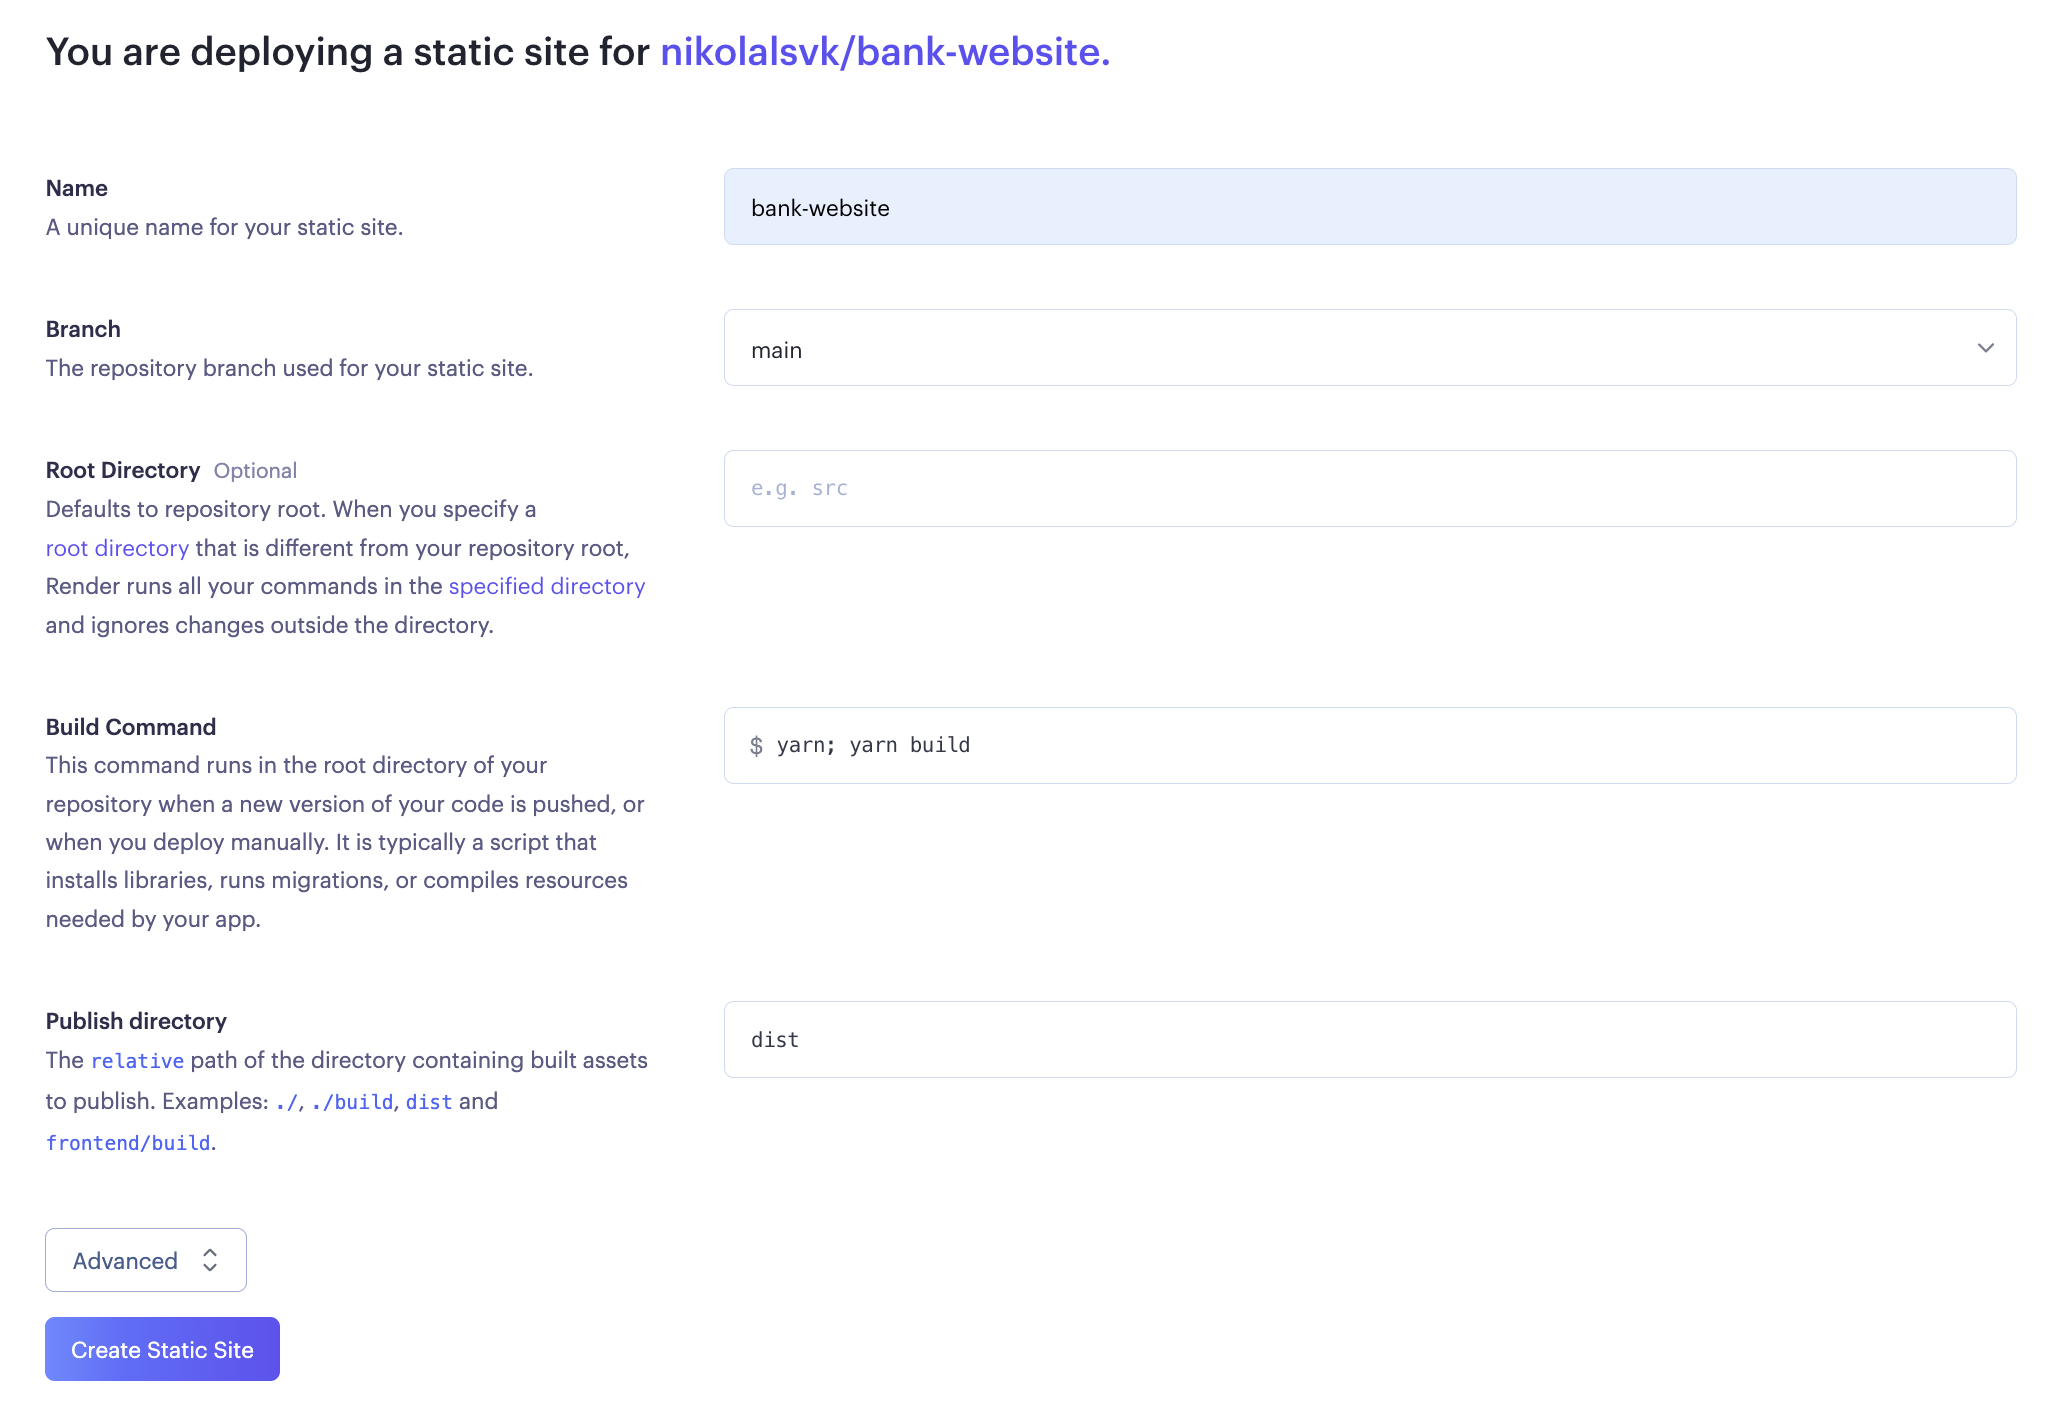 You are deploying a static site for nikolalsvk/bank-website.
Name
A unique name for your static site.
bank-website
Branch
The repository branch used for your static site.
main
Root Directory Optional
Defaults to repository root. When you specify a
root directory that is different from your repository root,
Render runs all your commands in the specified directory
and ignores changes outside the directory.
e.g. src
Build Command
This command runs in the root directory of your
repository when a new version of your code is pushed, or
when you deploy manually. It is typically a script that
installs libraries, runs migrations, or compiles resources
needed by your app.
$ yarn; yarn build
Publish directory
The relative path of the directory containing built assets
to publish. Examples: ./, ./build, dist and
frontend/build.
dist
Advanced
Create Static Site